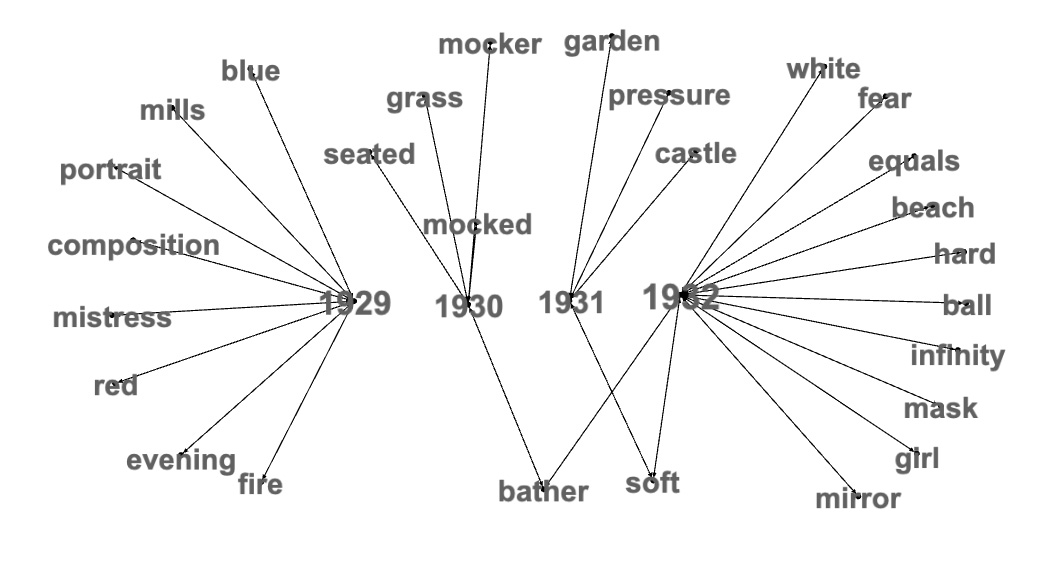 mocker
garden
blue
white
grass
pressure
fear
mills
seated
castle
portrait
equals
beach
mocked
composition
hard
1929
1930
1931
1932
ball
mistress
infinity
red
mask
evening
girl
fire
bather
soft
mirror